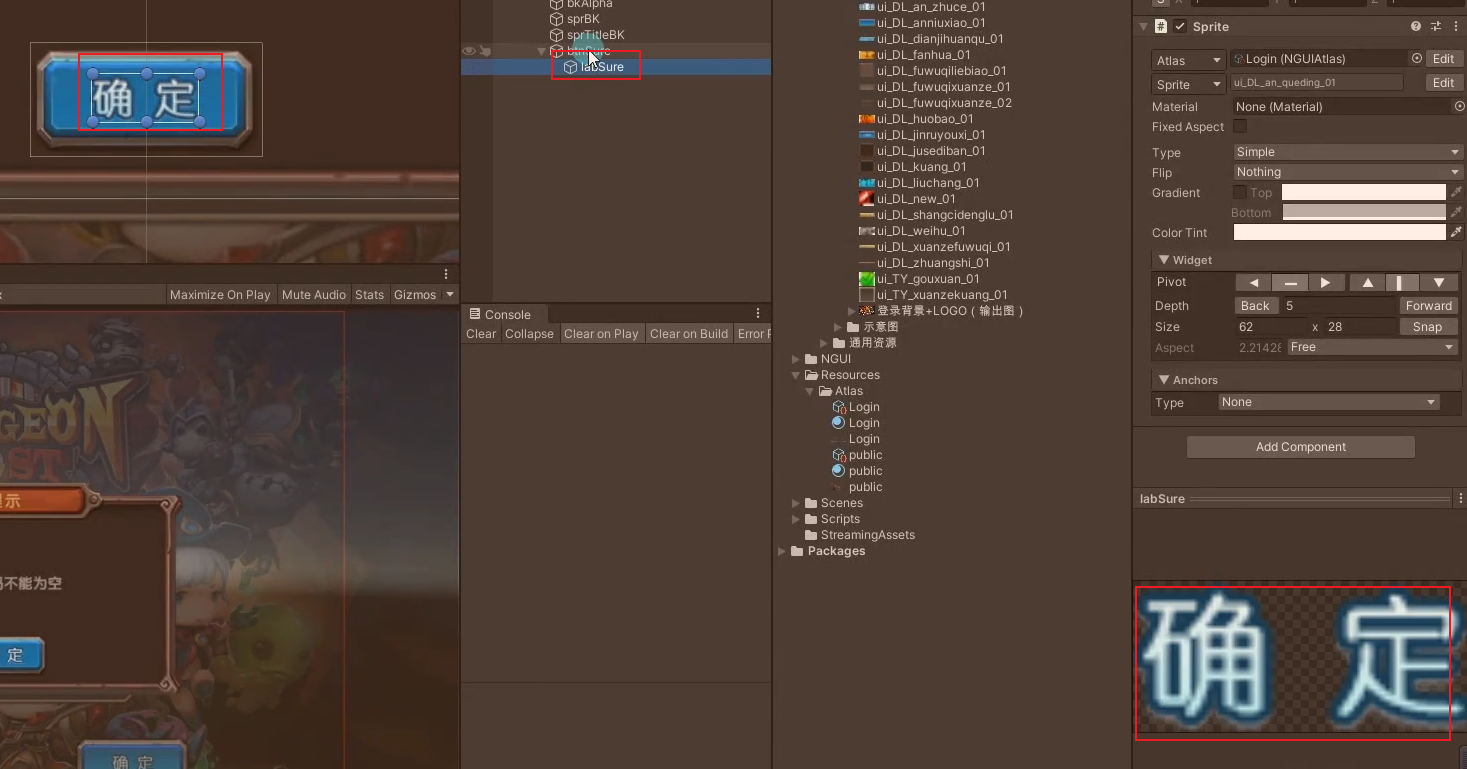 确 定
Maximize On Play
Mute Audio
Stats
Gizmos
EON
ST
示
不能为空
定
确 定
bkAlpha
sprBK
sprTitleBK
btnSure
labSure
Console
Clear
Collapse
Clear on Play
Clear on Build
Error P
ui_DL_an_zhuce_01
ui_DL_anniuxiao_01
ui_DL_dianjihuanqu_01
ui_DL_fanhua_01
ui_DL_fuwuqiliebiao_01
ui_DL_fuwuqixuanze_01
ui_DL_fuwuqixuanze_02
ui_DL_huobao_01
ui_DL_jinruyouxi_01
ui_DL_jusediban_01
ui_DL_kuang_01
ui_DL_liuchang_01
ui_DL_new_01
ui_DL_shangcidenglu_01
ui_DL_weihu_01
ui_DL_xuanzefuwuqi_01
ui_DL_zhuangshi_01
ui_TY_gouxuan_01
ui_TY_xuanzekuang_01
登录背景+LOGO（输出图）
示意图
通用资源
NGUI
Resources
Atlas
Login
Login
Login
public
public
public
Scenes
Scripts
StreamingAssets
Packages
Sprite
Atlas
Login (NGUIAtlas)
Edit
Sprite
ui_DL_an_queding_01
Edit
Material
None (Material)
Fixed Aspect
Type
Simple
Flip
Nothing
Gradient
Top
Bottom
Color Tint
Widget
Pivot
Depth
Back
5
Forward
Size
62
x
28
Snap
Aspect
2.21428
Free
Anchors
Type
None
Add Component
labSure
确 定